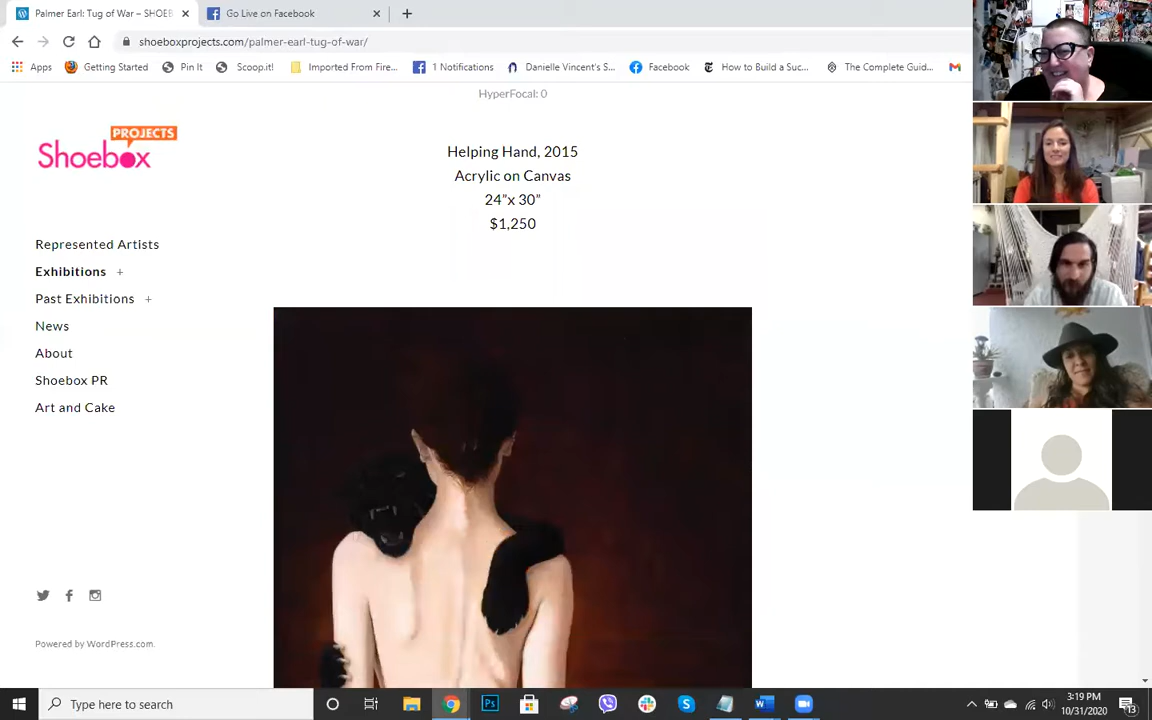 Palmer Earl: Tug of War – SHOEB
Go Live on Facebook
shoeboxprojects.com/palmer-earl-tug-of-war/
Apps
Getting Started
Pin It
Scoop.it!
Imported From Fire...
1 Notifications
Danielle Vincent's S...
Facebook
How to Build a Suc...
The Complete Guid...
HyperFocal: 0
PROJECTS
Shoebox
Helping Hand, 2015
Acrylic on Canvas
24”x 30”
$1,250
Represented Artists
Exhibitions +
Past Exhibitions +
News
About
Shoebox PR
Art and Cake
Powered by WordPress.com.
Type here to search
3:19 PM
10/31/2020
13